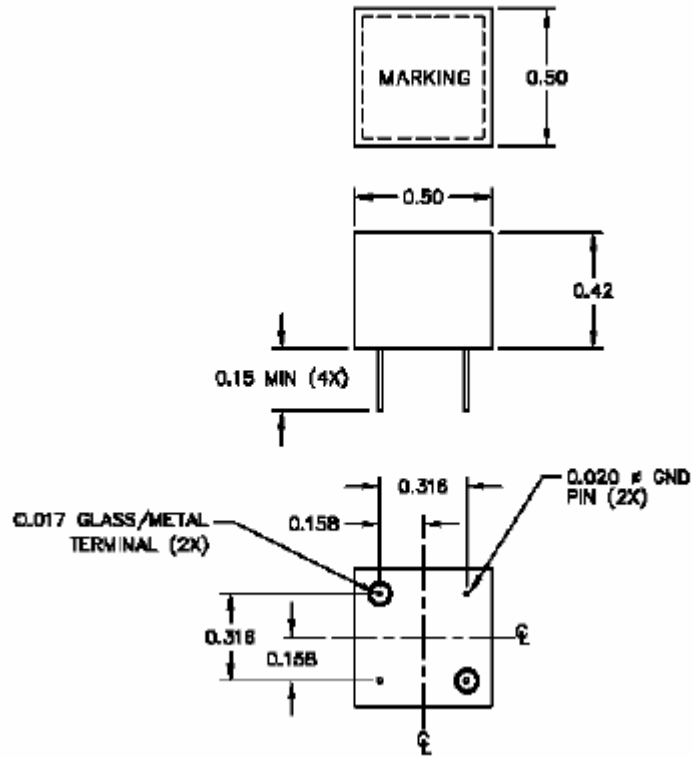 MARKING
0.50
0.50
0.42
0.15 MIN (4X)
0.316
0.020 ø GND
PIN (2X)
0.158
0.017 GLASS/METAL
TERMINAL (2X)
0.316
0.158
℄
℄